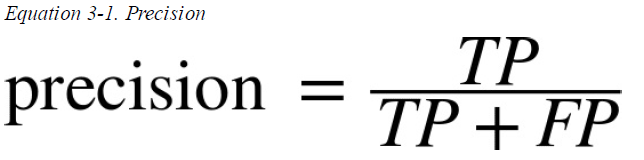 Equation 3-1. Precision
precision = TP / TP + FP